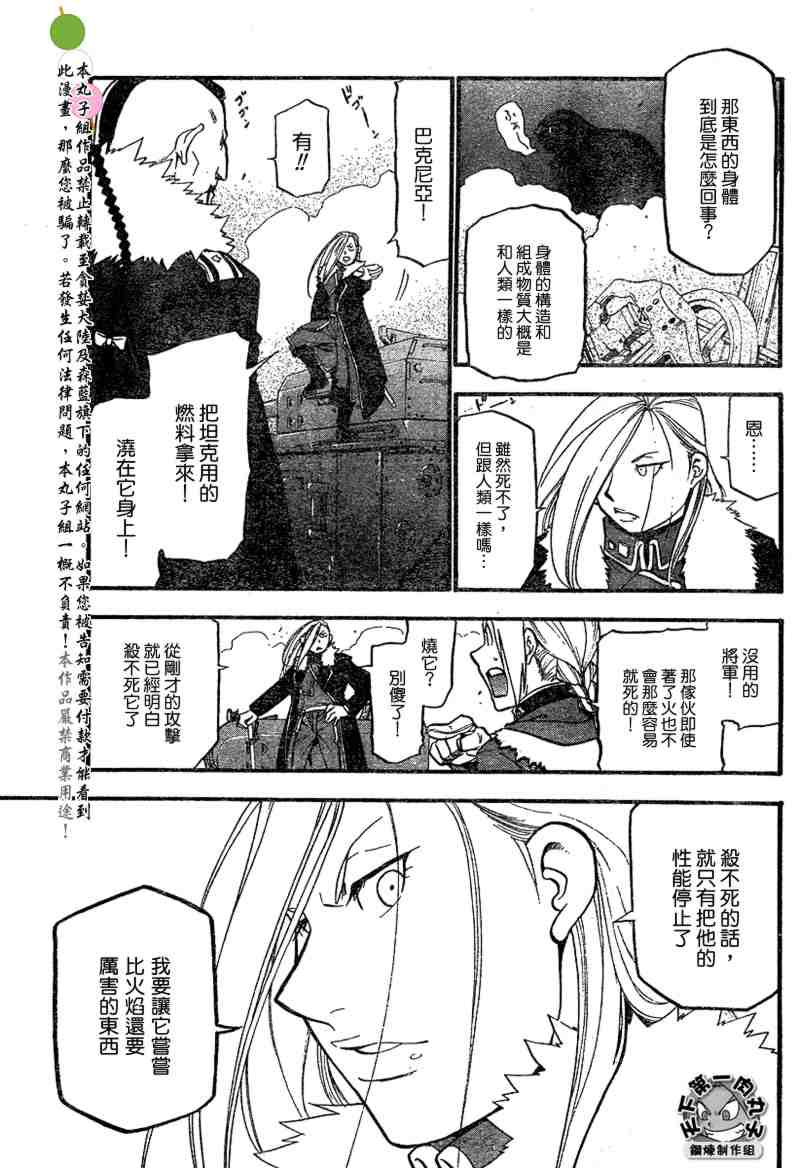 那東西的身體
到底是怎麼回事？
ふぅ
身體的構造和
組成物質大概是
和人類一樣的
巴克尼亞！
有!!
把坦克用的
燃料拿來！
澆在它身上！
恩…
雖然死不了，
但跟人類一樣嗎…
沒用的
將軍！
那傢伙即使
著了火也不
會那麼容易
就死的！
燒它？
別傻了！
從剛才的攻擊
就已經明白
殺不死它了
殺不死的話，
就只有把他的
性能停止了
我要讓它嘗嘗
比火焰還要
厲害的東西
本丸子組作品禁止轉載至貪婪大陸及森藍旗下的任何網站。如果您被告知需要付款才能看到
此漫畫，那麼您被騙了。若發生任何法律問題，本丸子組一概不負責！本作品嚴禁商業用途！
天下第一肉丸子
鋼煉制作組